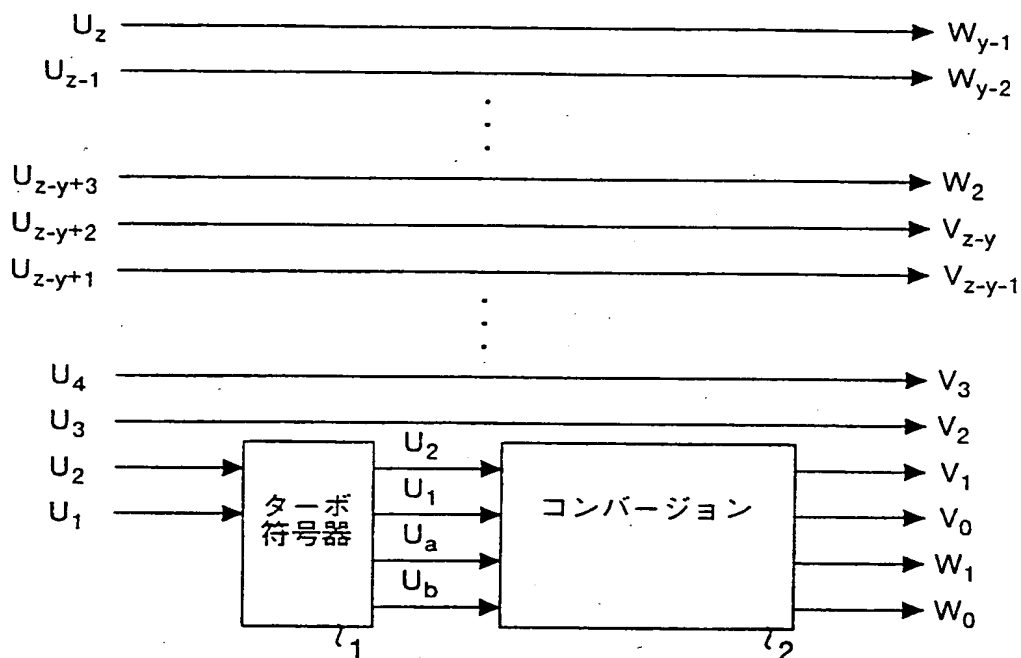 U_z W_{y-1}
U_{z-1} W_{y-2}
U_{z-y+3} W_2
U_{z-y+2} V_{z-y}
U_{z-y+1} V_{z-y-1}
U_4 V_3
U_3 V_2
U_2 U_2 V_1
U_1 U_1 V_0
ターボ
符号器
コンバージョン
U_a W_1
U_b W_0
1 2